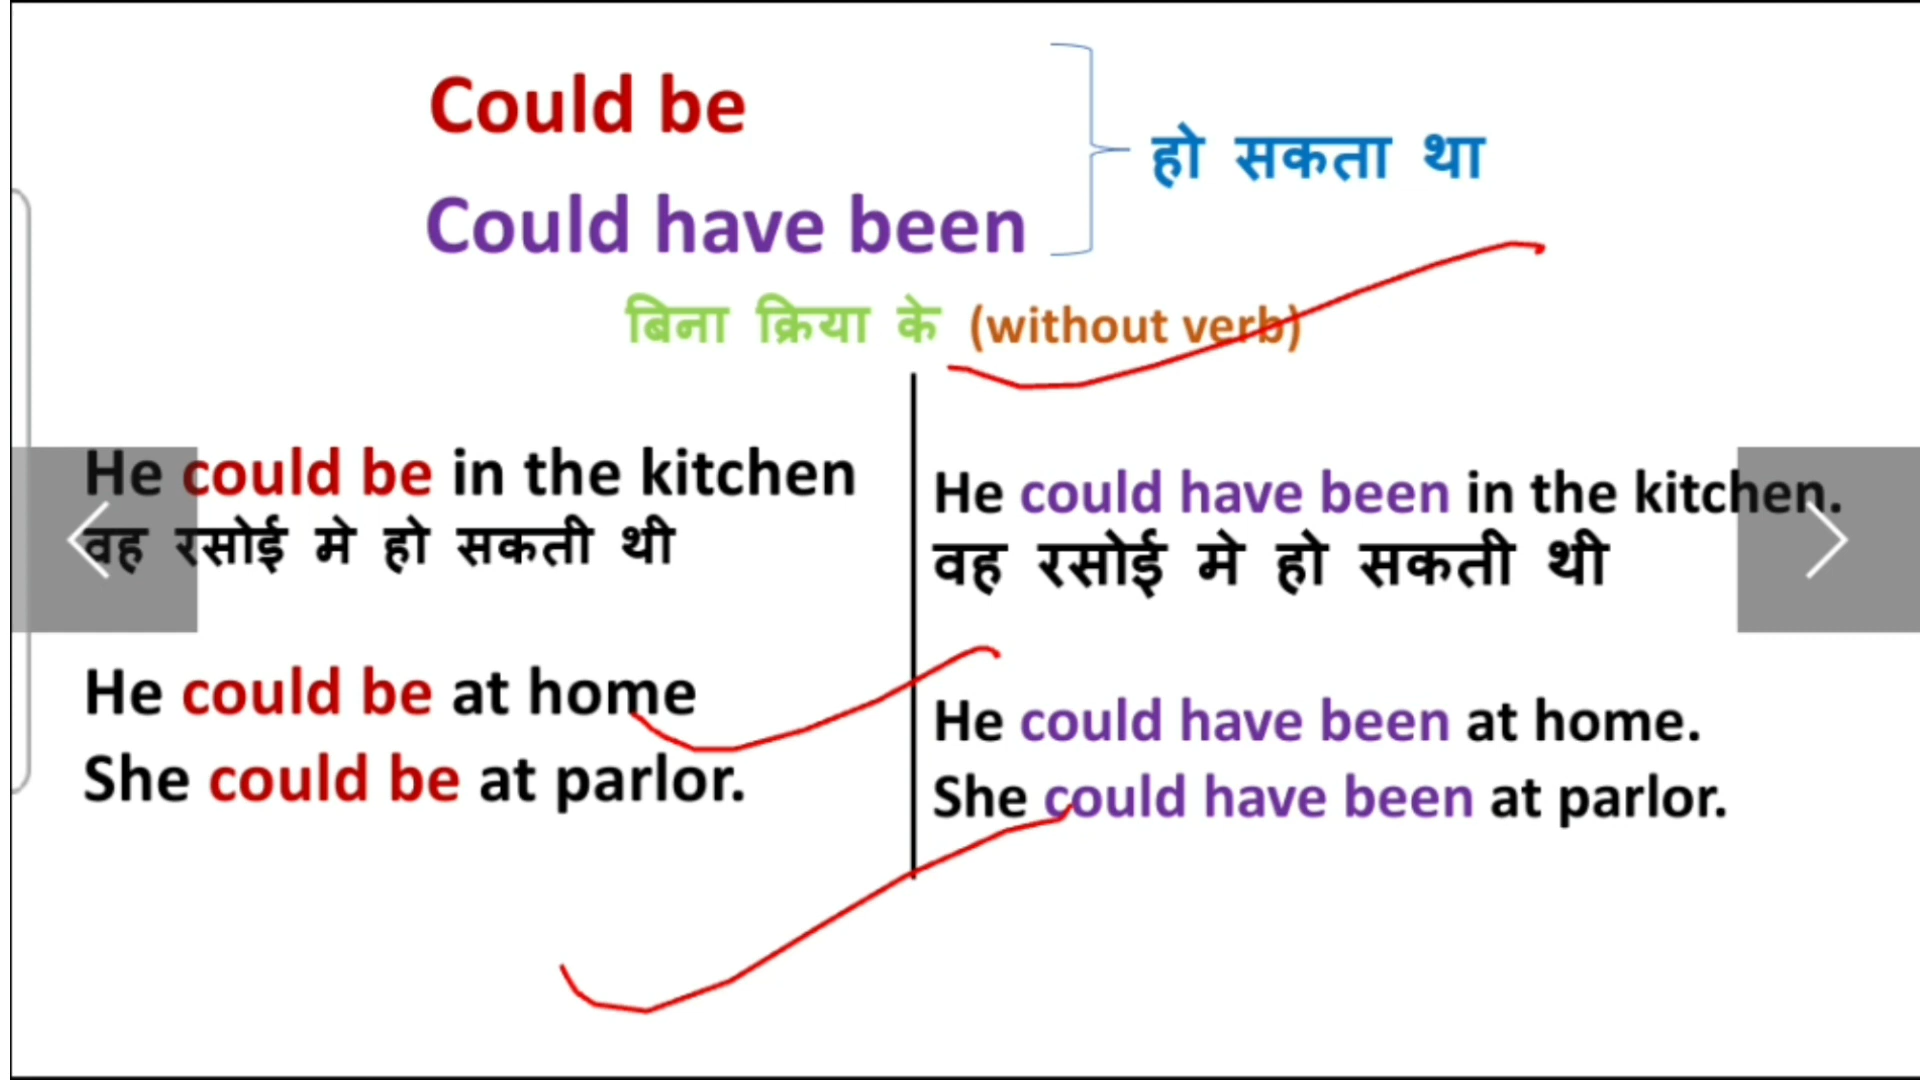 Could be
Could have been
हो सकता था
बिना क्रिया के (without verb)
He could be in the kitchen
वह रसोई मे हो सकती थी
He could be at home
She could be at parlor.
He could have been in the kitchen.
वह रसोई मे हो सकती थी
He could have been at home.
She could have been at parlor.